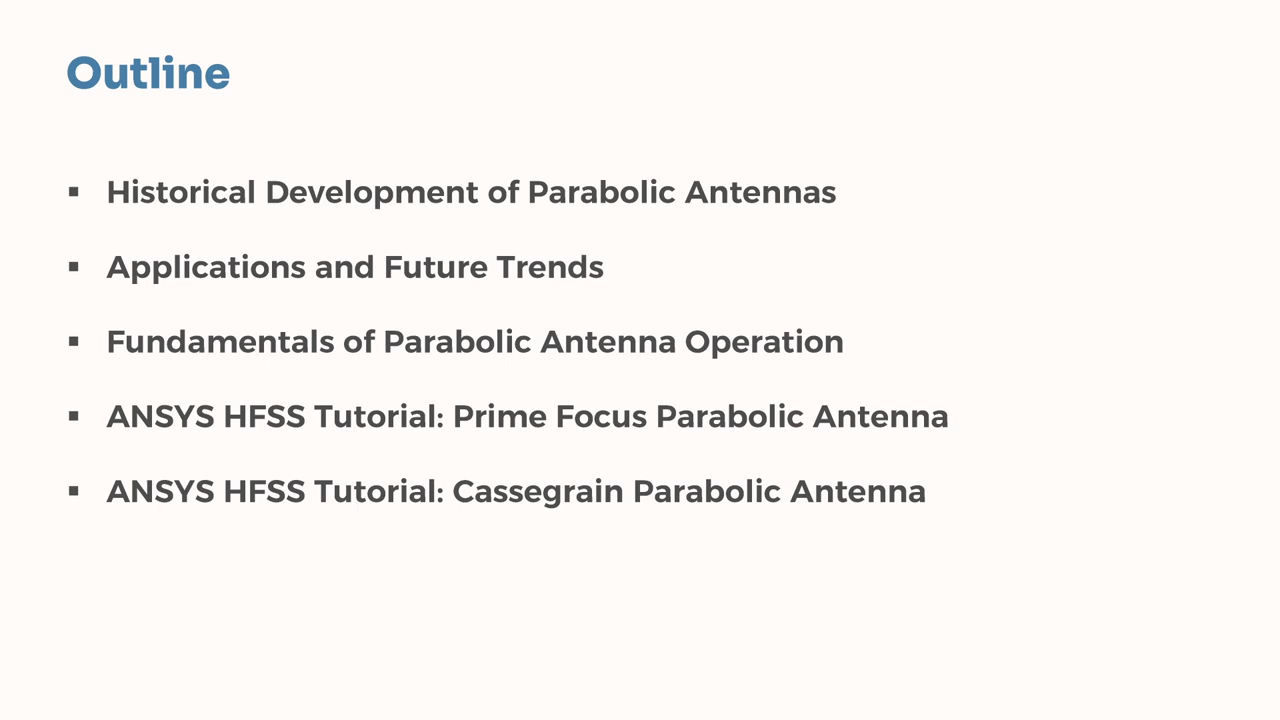 Outline
▪ Historical Development of Parabolic Antennas
▪ Applications and Future Trends
▪ Fundamentals of Parabolic Antenna Operation
▪ ANSYS HFSS Tutorial: Prime Focus Parabolic Antenna
▪ ANSYS HFSS Tutorial: Cassegrain Parabolic Antenna